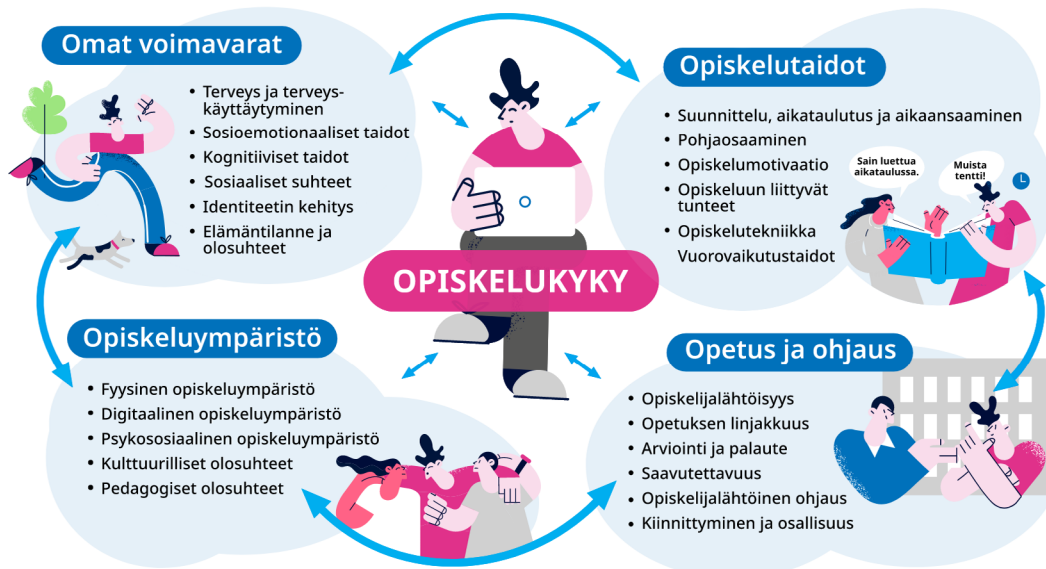 Omat voimavarat
• Terveys ja terveys-
käyttäytyminen
• Sosioemotionaaliset taidot
• Kognitiiviset taidot
• Sosiaaliset suhteet
• Identiteetin kehitys
• Elämäntilanne ja
olosuhteet
Opiskelutaidot
• Suunnittelu, aikataulutus ja aikaansaaminen
• Pohjaosaaminen
• Opiskelumotivaatio
• Opiskeluun liittyvät
tunteet
• Opiskelutekniikka
Vuorovaikutustaidot
Sain luettua
aikataulussa.
Muista
tentti!
OPISKELUKYKY
Opiskeluympäristö
• Fyysinen opiskeluympäristö
• Digitaalinen opiskeluympäristö
• Psykososiaalinen opiskeluympäristö
• Kulttuurilliset olosuhteet
• Pedagogiset olosuhteet
Opetus ja ohjaus
• Opiskelijalähtöisyys
• Opetuksen linjakkuus
• Arviointi ja palaute
• Saavutettavuus
• Opiskelijalähtöinen ohjaus
• Kiinnittyminen ja osallisuus